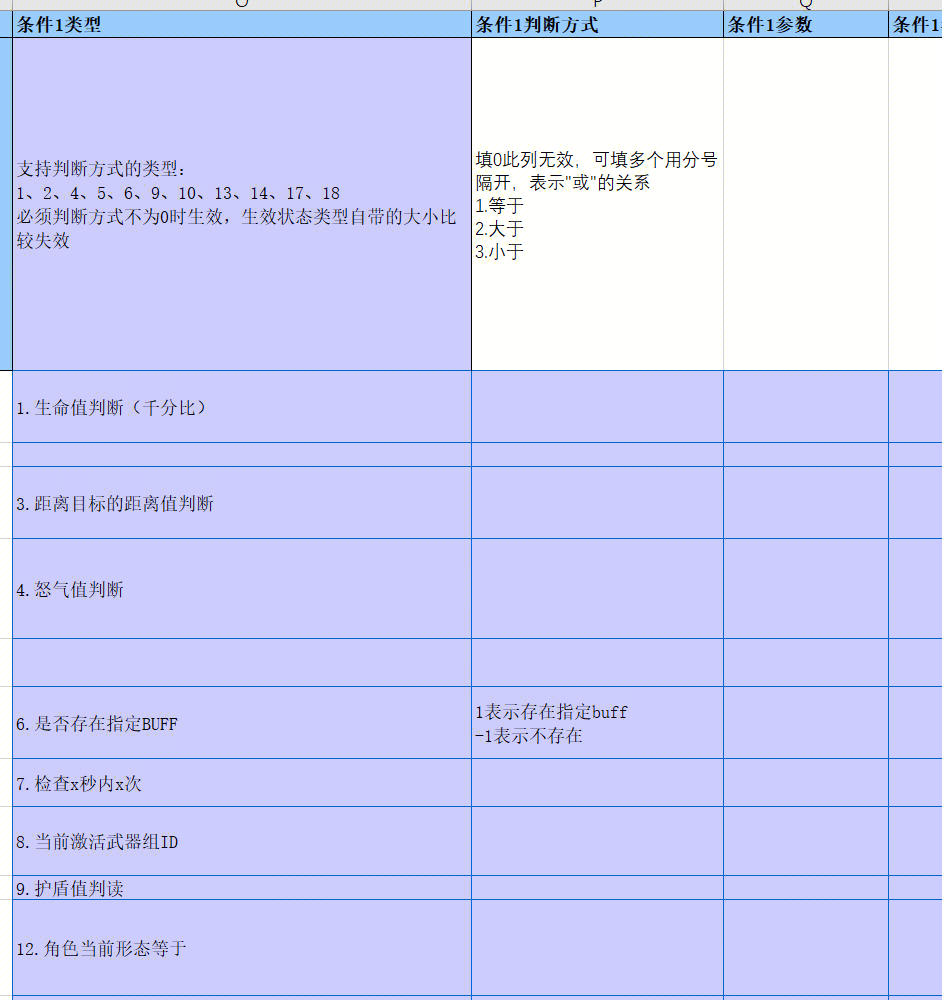 O P Q
条件1类型 条件1判断方式 条件1参数 条件1
支持判断方式的类型：
1、2、4、5、6、9、10、13、14、17、18
必须判断方式不为0时生效，生效状态类型自带的大小比
较失效
填0此列无效，可填多个用分号
隔开，表示"或"的关系
1.等于
2.大于
3.小于
1.生命值判断（千分比）
3.距离目标的距离值判断
4.怒气值判断
6.是否存在指定BUFF
1表示存在指定buff
-1表示不存在
7.检查x秒内x次
8.当前激活武器组ID
9.护盾值判读
12.角色当前形态等于